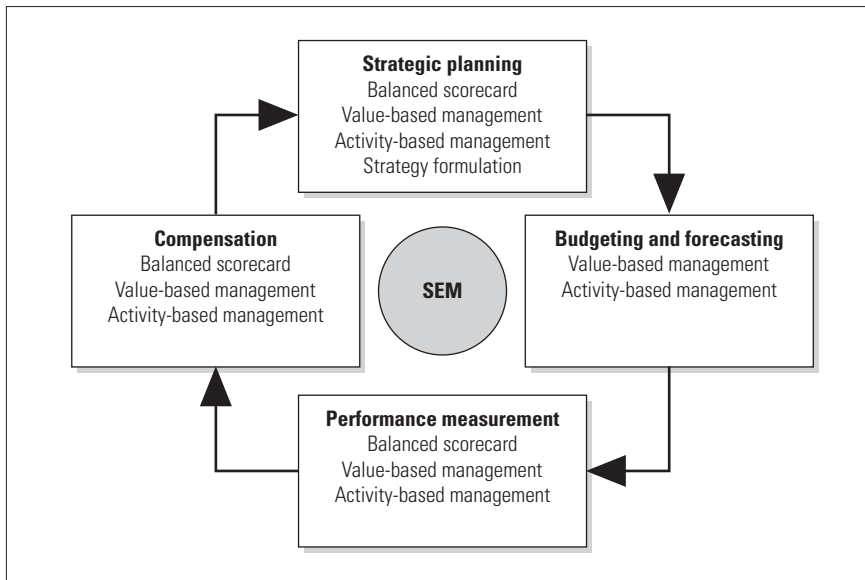 Strategic planning
Balanced scorecard
Value-based management
Activity-based management
Strategy formulation
Compensation
Balanced scorecard
Value-based management
Activity-based management
SEM
Budgeting and forecasting
Value-based management
Activity-based management
Performance measurement
Balanced scorecard
Value-based management
Activity-based management